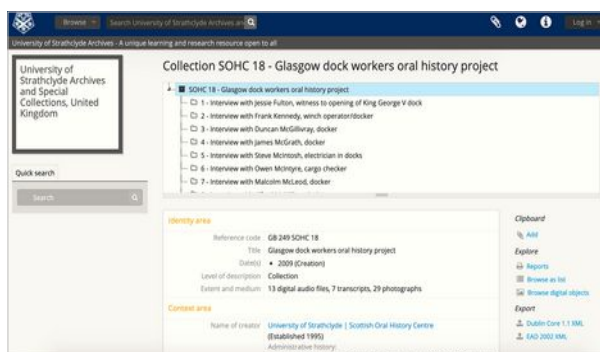 Browse
Search University of Strathclyde Archives and
Log in
University of Strathclyde Archives - A unique learning and research resource open to all
University of
Strathclyde Archives
and Special
Collections, United
Kingdom
Quick search
Search
Collection SOHC 18 - Glasgow dock workers oral history project
SOHC 18 - Glasgow dock workers oral history project
1 - Interview with Jessie Fulton, witness to opening of King George V dock
2 - Interview with Frank Kennedy, winch operator/docker
3 - Interview with Duncan McGillivray, docker
4 - Interview with James McGrath, docker
5 - Interview with Steve McIntosh, electrician in docks
6 - Interview with Owen McIntyre, cargo checker
7 - Interview with Malcolm McLeod, docker
Identity area
Reference code GB 249 SOHC 18
Title Glasgow dock workers oral history project
Date(s) • 2009 (Creation)
Level of description Collection
Extent and medium 13 digital audio files, 7 transcripts, 29 photographs
Context area
Name of creator University of Strathclyde | Scottish Oral History Centre
(Established 1995)
Administrative history:
Clipboard
Add
Explore
Reports
Browse as list
Browse digital objects
Export
Dublin Core 1.1 XML
EAD 2002 XML